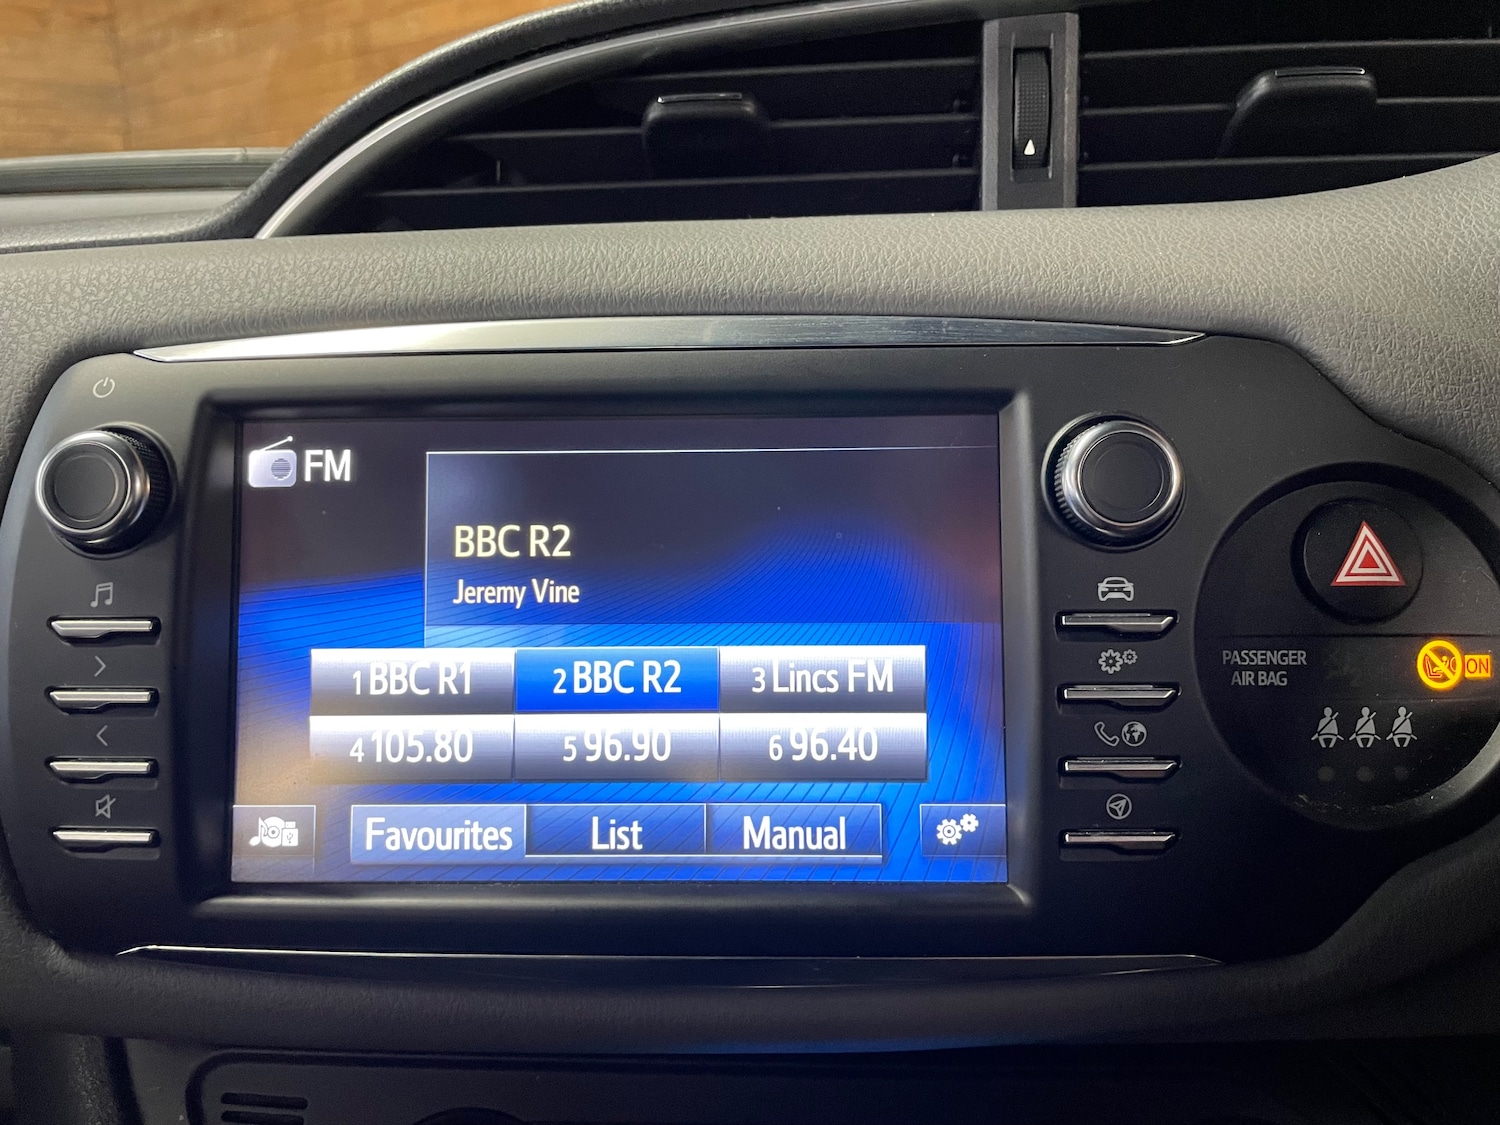 FM
BBC R2
Jeremy Vine
1 BBC R1
2 BBC R2
3 Lincs FM
4 105.80
5 96.90
6 96.40
Favourites
List
Manual
PASSENGER
AIR BAG
ON